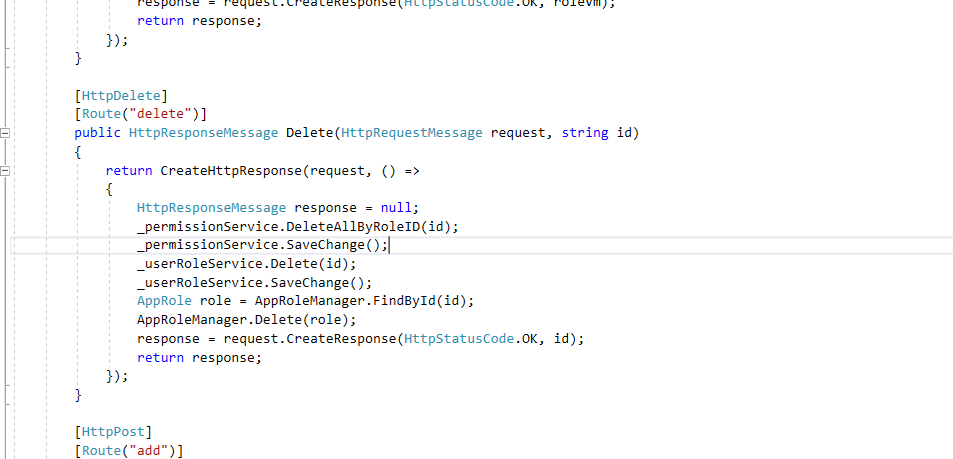 response = request.CreateResponse(HttpStatusCode.OK, roleVm);
return response;
});
}
[HttpDelete]
[Route("delete")]
public HttpResponseMessage Delete(HttpRequestMessage request, string id)
{
return CreateHttpResponse(request, () =>
{
HttpResponseMessage response = null;
_permissionService.DeleteAllByRoleID(id);
_permissionService.SaveChange();
_userRoleService.Delete(id);
_userRoleService.SaveChange();
AppRole role = AppRoleManager.FindById(id);
AppRoleManager.Delete(role);
response = request.CreateResponse(HttpStatusCode.OK, id);
return response;
});
}
[HttpPost]
[Route("add")]